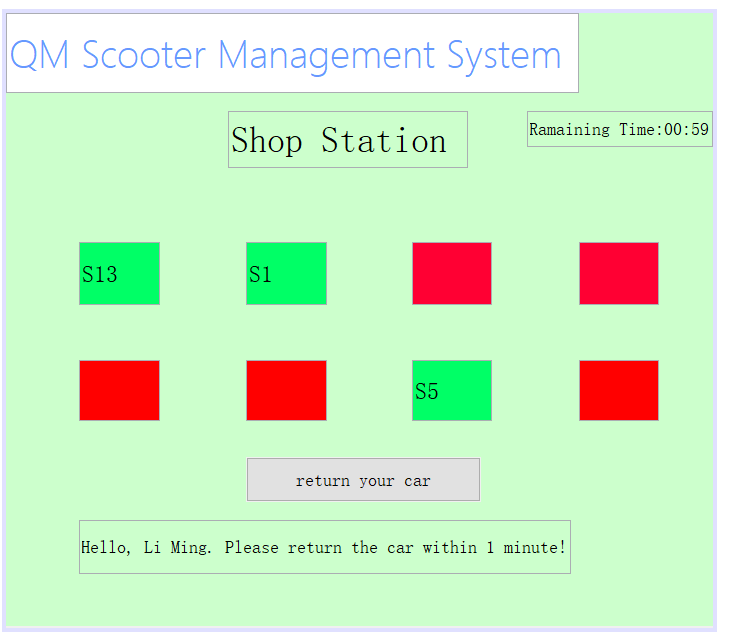 QM Scooter Management System
Shop Station
Ramaining Time:00:59
S13
S1
S5
return your car
Hello, Li Ming. Please return the car within 1 minute!